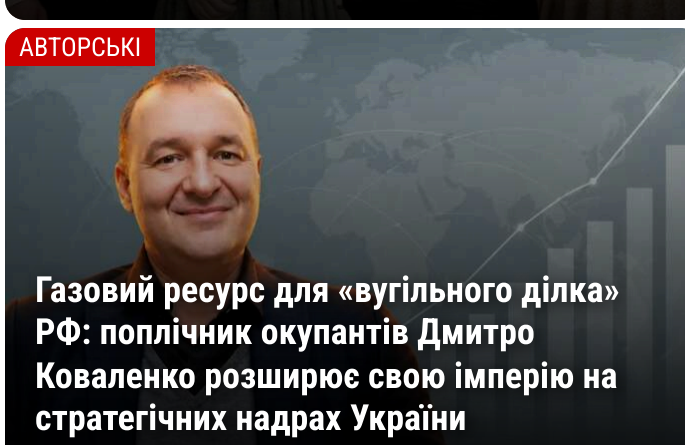 АВТОРСЬКІ
Газовий ресурс для «вугільного ділка»
РФ: поплічник окупантів Дмитро
Коваленко розширює свою імперію на
стратегічних надрах України